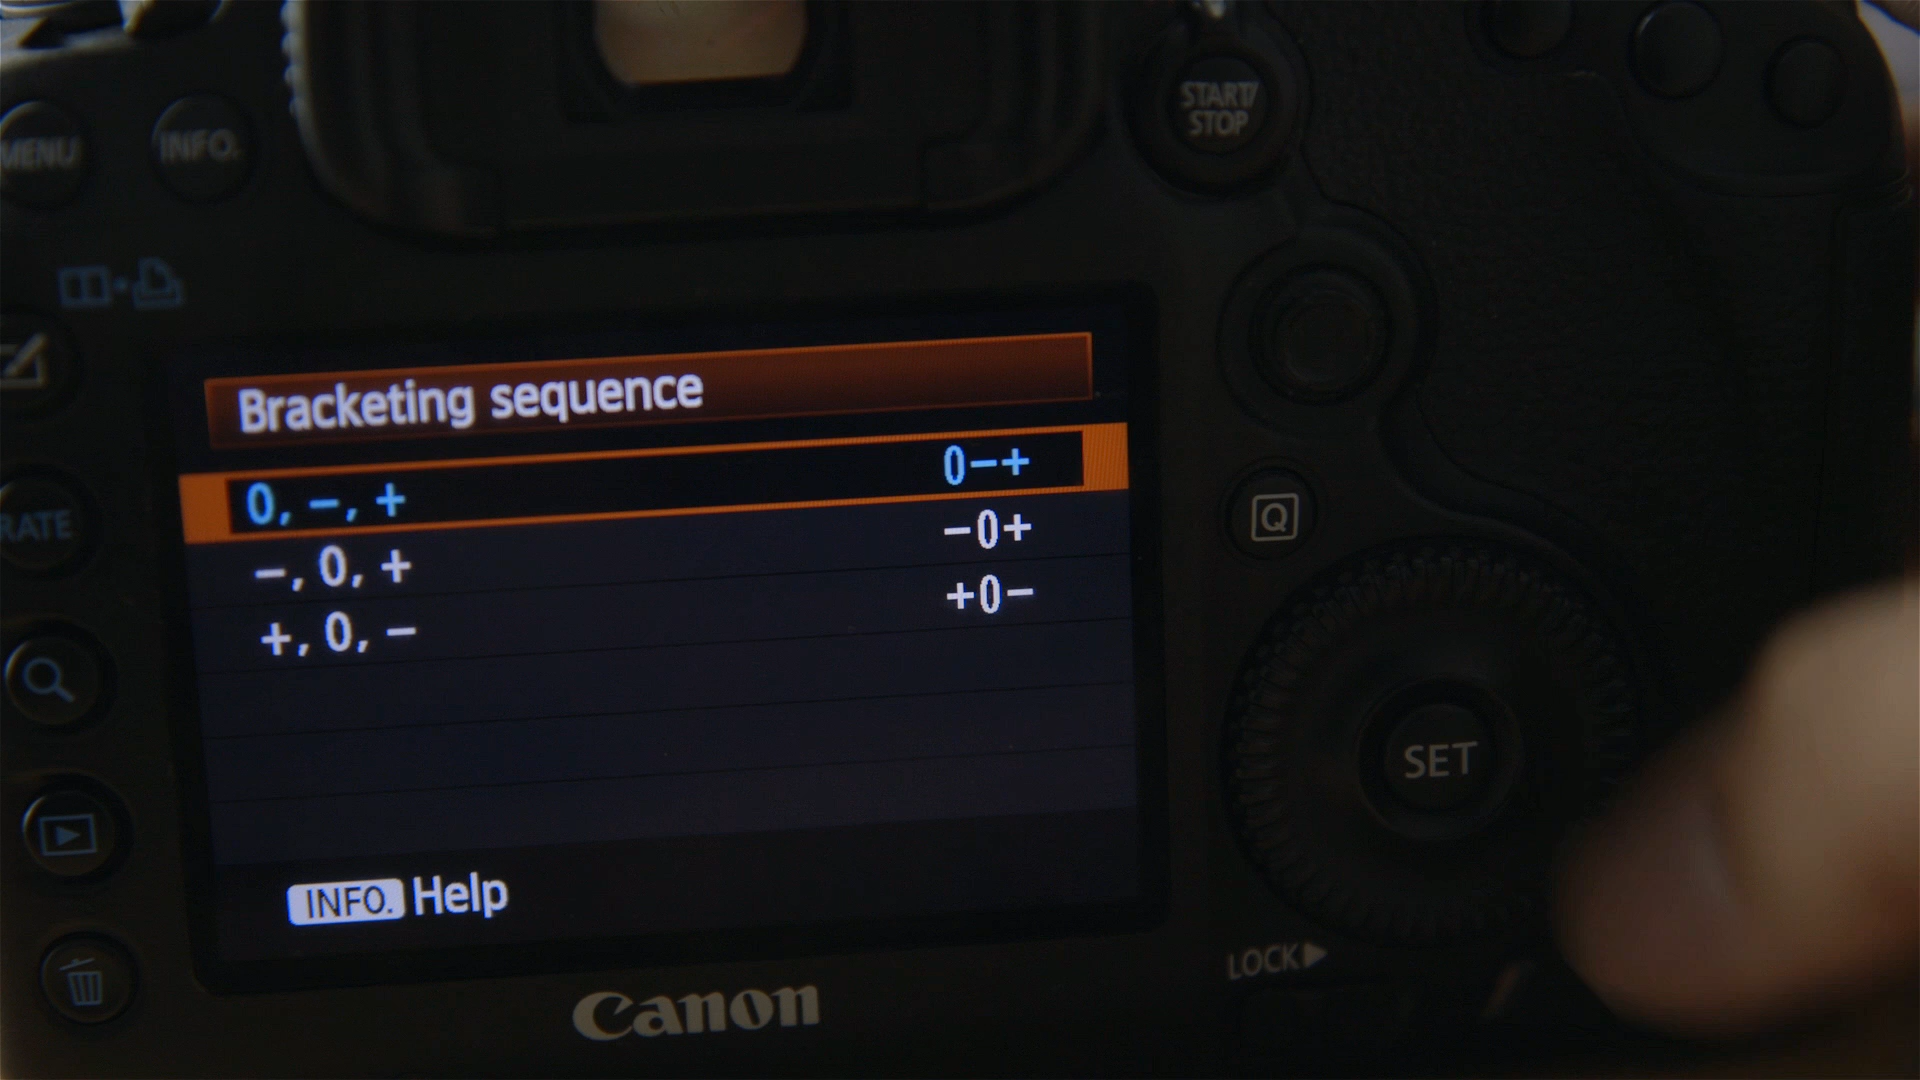 START/
STOP
MENU
INFO.
Bracketing sequence
0, −, + 0−+
−, 0, + −0+
+, 0, − +0−
RATE
Q
SET
INFO. Help
LOCK
Canon